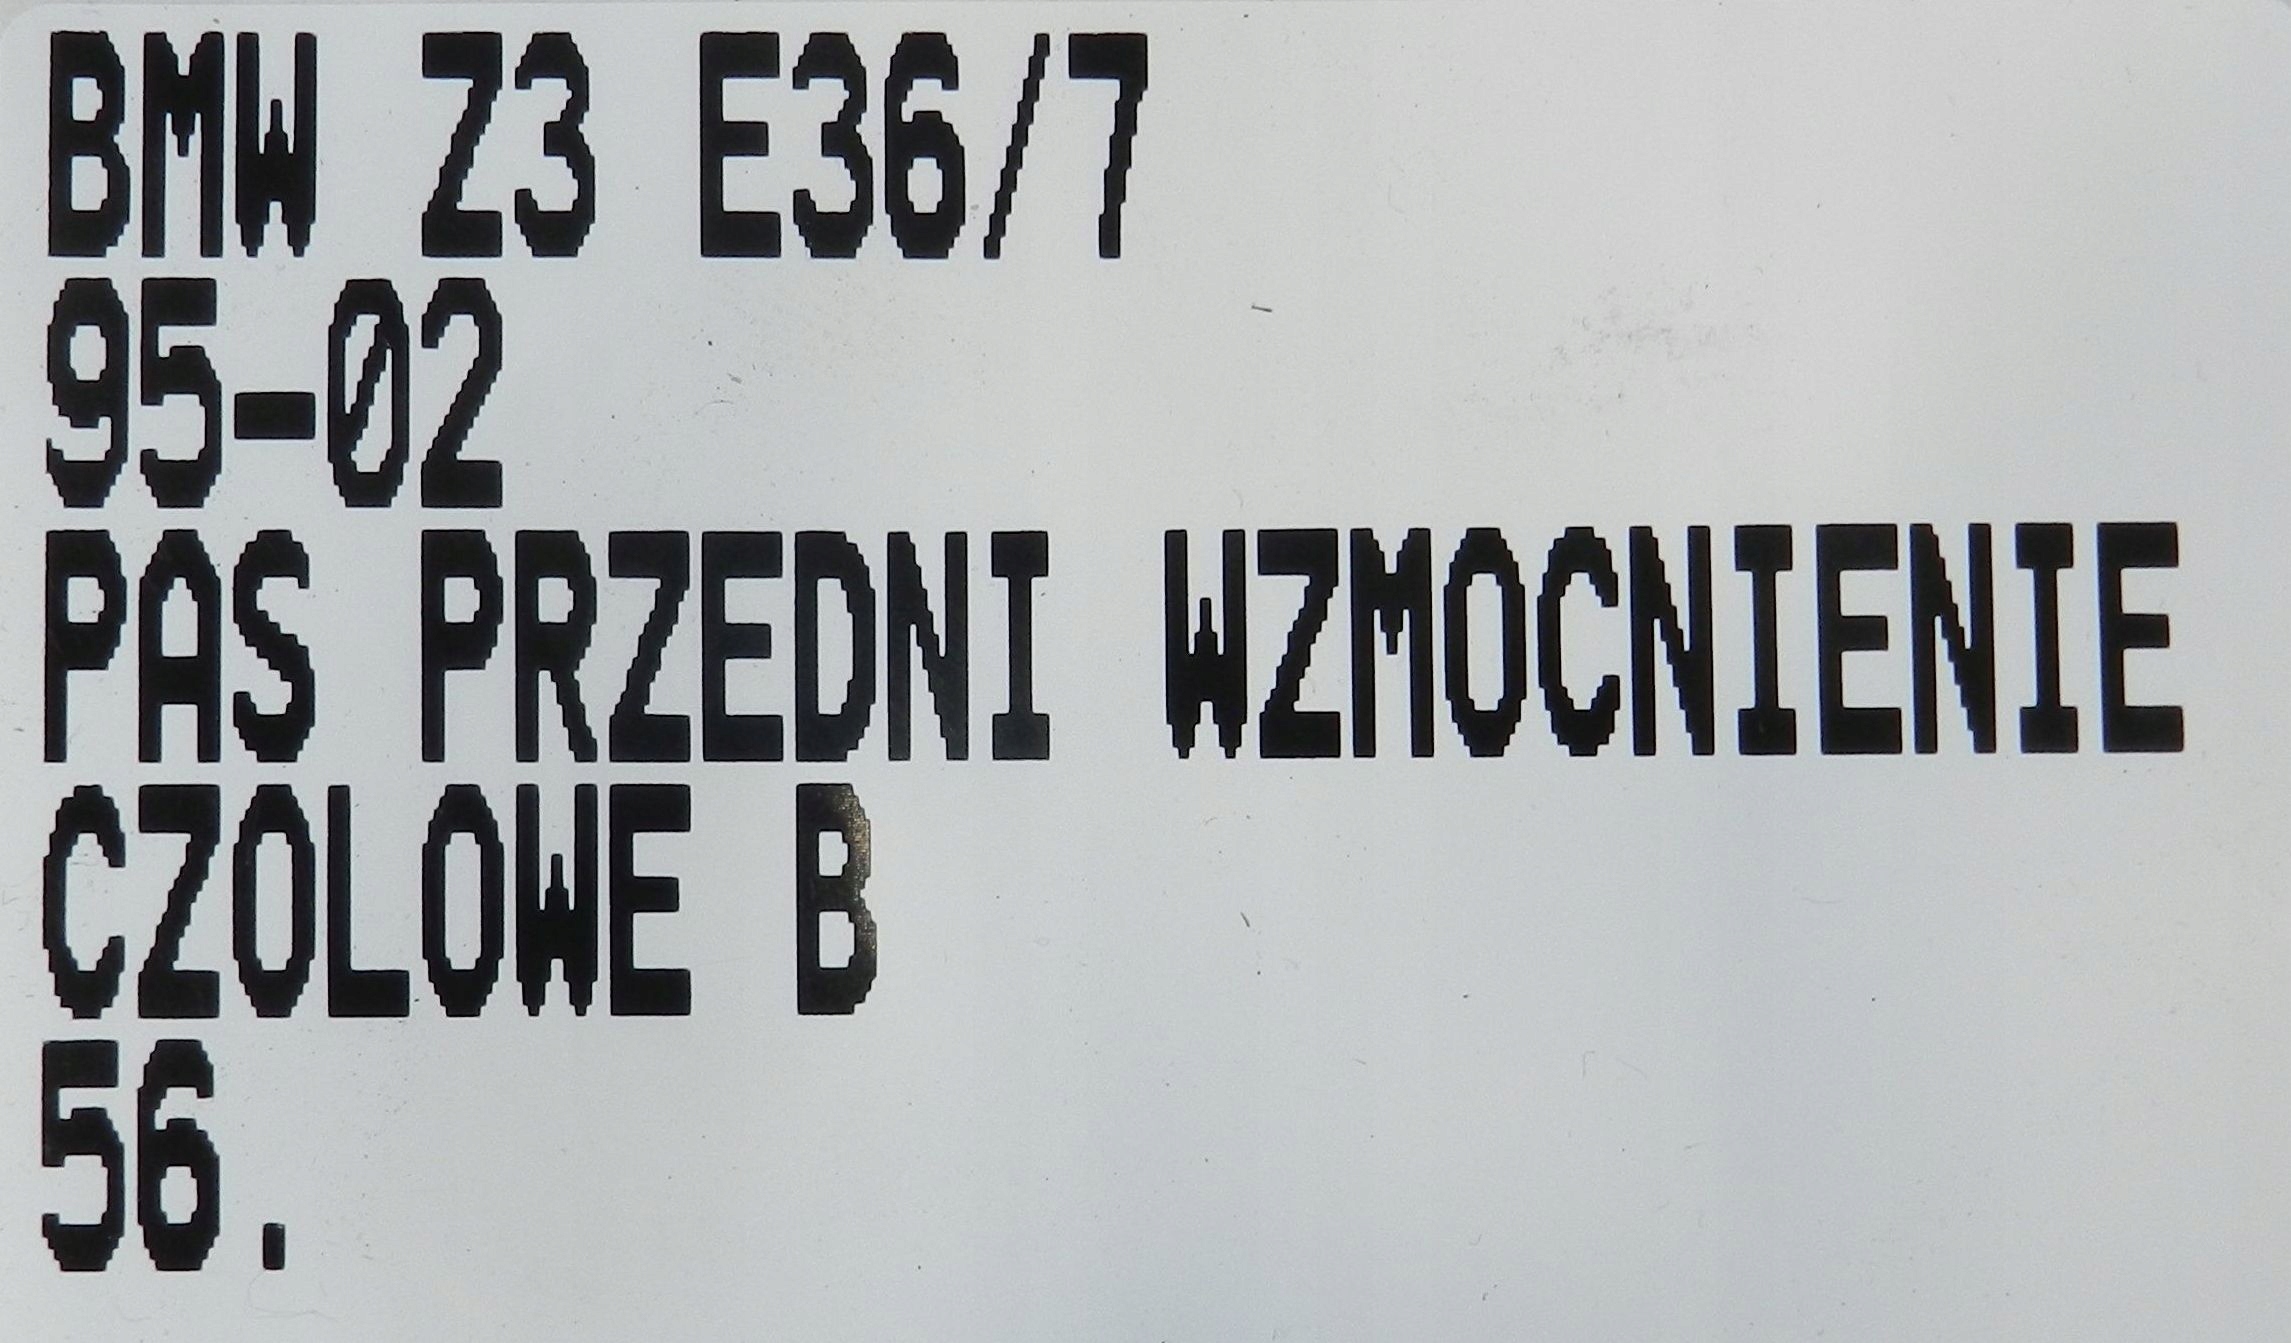 BMW Z3 E36/7
95-02
PAS PRZEDNI WZMOCNIENIE
CZOLOWE B
56.